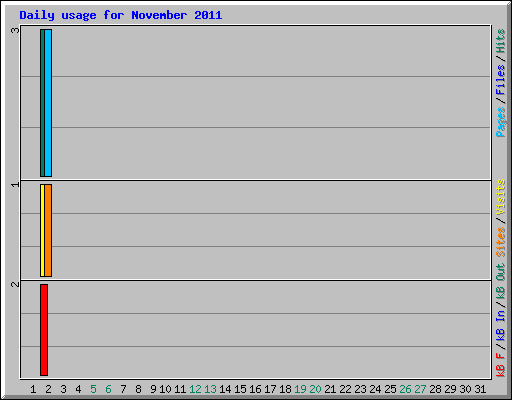 Daily usage for November 2011
3
1
2
Pages / Files / Hits
Sites / Visits
kB F / kB In / kB Out
1 2 3 4 5 6 7 8 9 10 11 12 13 14 15 16 17 18 19 20 21 22 23 24 25 26 27 28 29 30 31